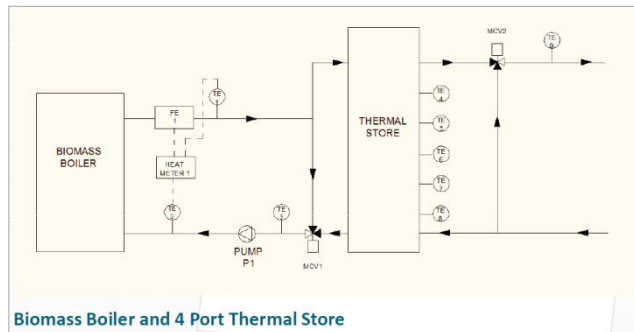 MCV2
TE
9
TE
1
FE
1
THERMAL
STORE
TE
4
TE
5
BIOMASS
BOILER
HEAT
METER 1
TE
6
TE
7
TE
2
TE
3
TE
8
PUMP
P1
MCV1
Biomass Boiler and 4 Port Thermal Store